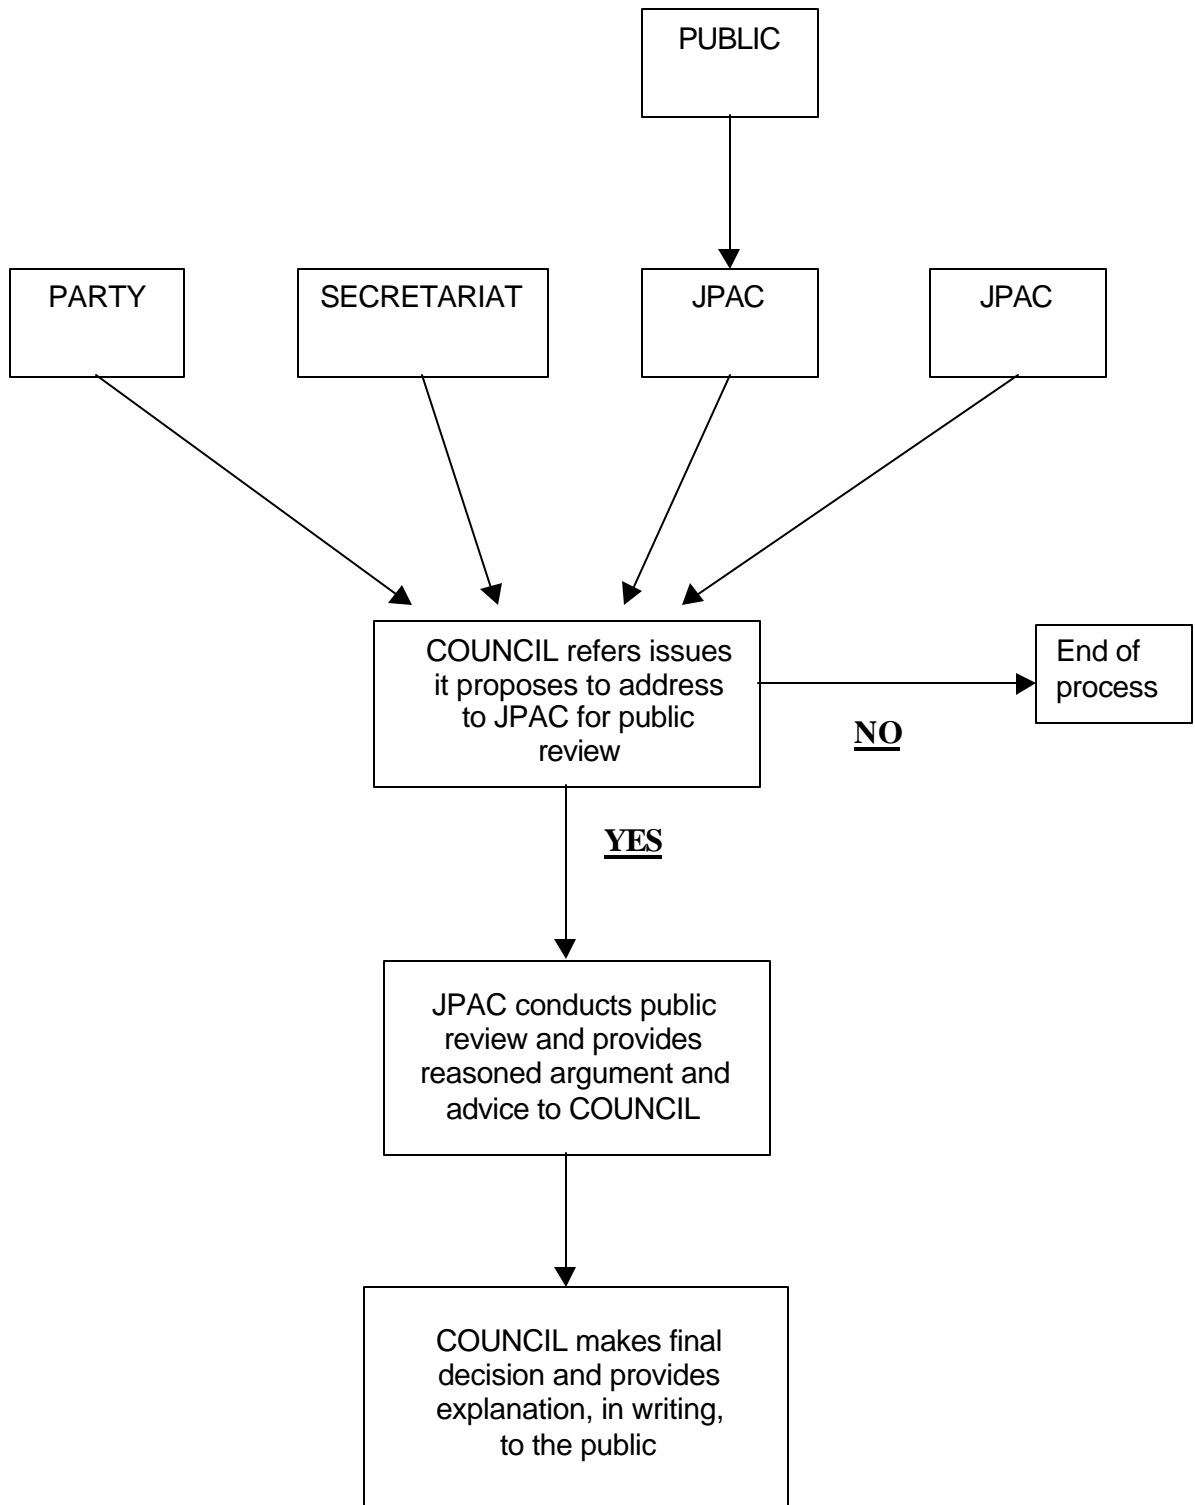 PUBLIC
PARTY
SECRETARIAT
JPAC
JPAC
COUNCIL refers issues
it proposes to address
to JPAC for public
review
End of
process
NO
YES
JPAC conducts public
review and provides
reasoned argument and
advice to COUNCIL
COUNCIL makes final
decision and provides
explanation, in writing,
to the public